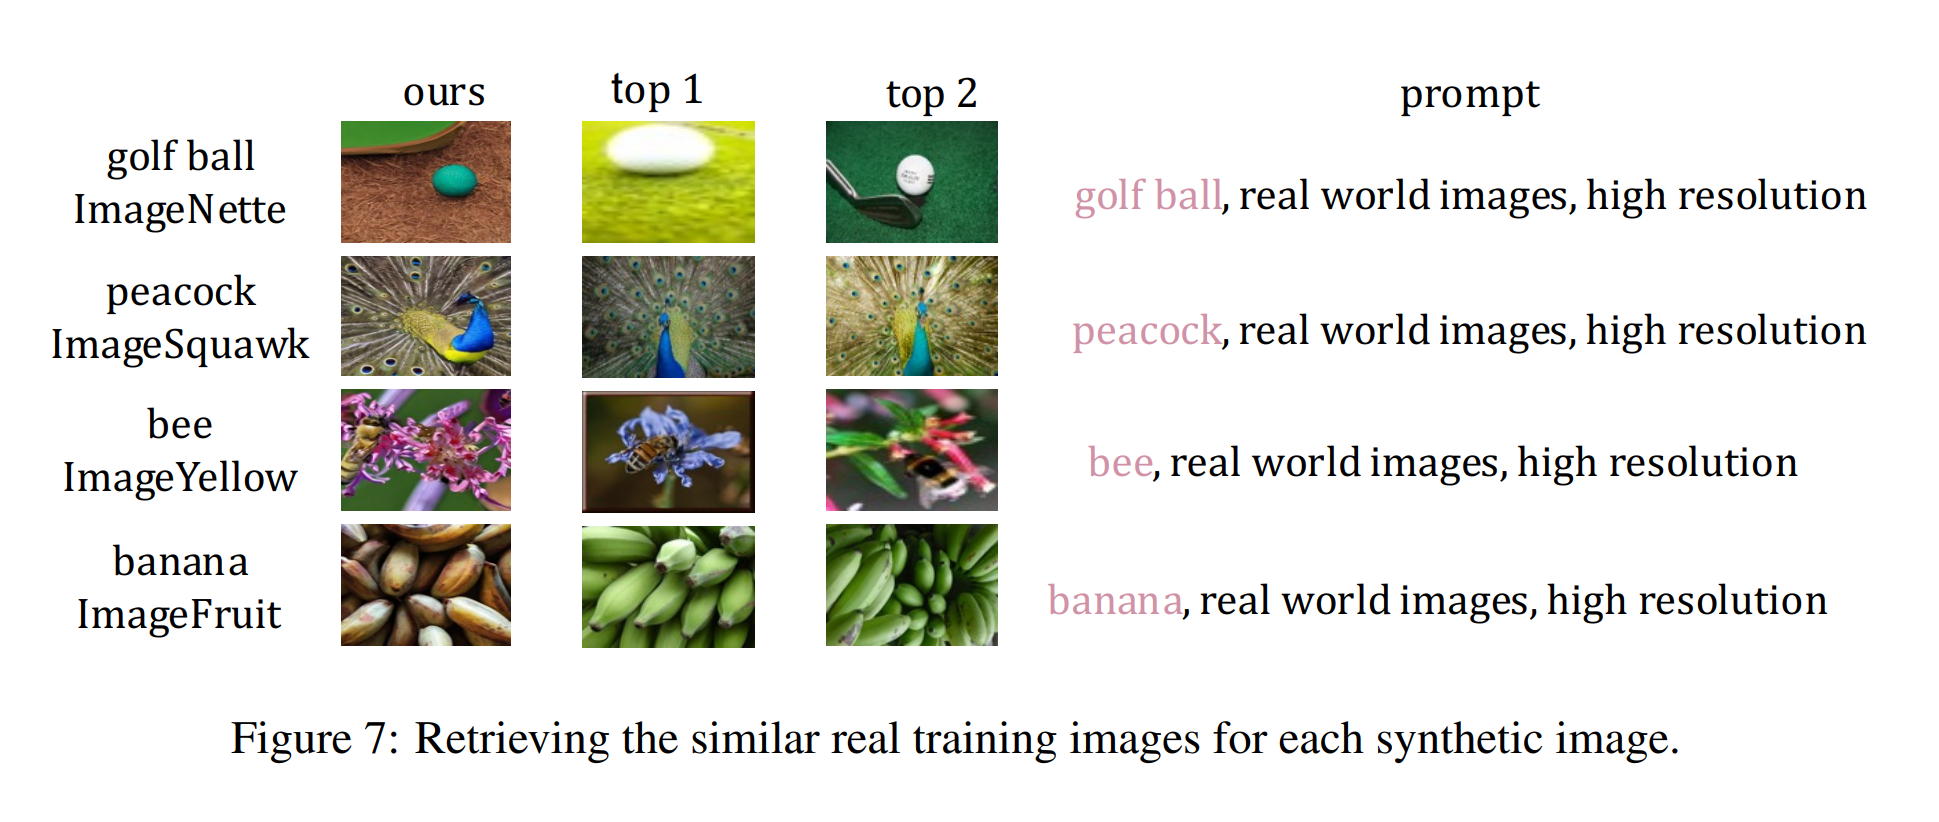 ours top 1 top 2 prompt
golf ball
ImageNette
golf ball, real world images, high resolution
peacock
ImageSquawk
peacock, real world images, high resolution
bee
ImageYellow
bee, real world images, high resolution
banana
ImageFruit
banana, real world images, high resolution
Figure 7: Retrieving the similar real training images for each synthetic image.